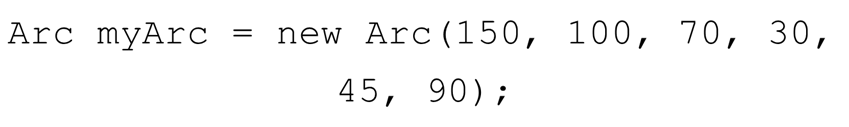 Arc myArc = new Arc(150, 100, 70, 30,
45, 90);